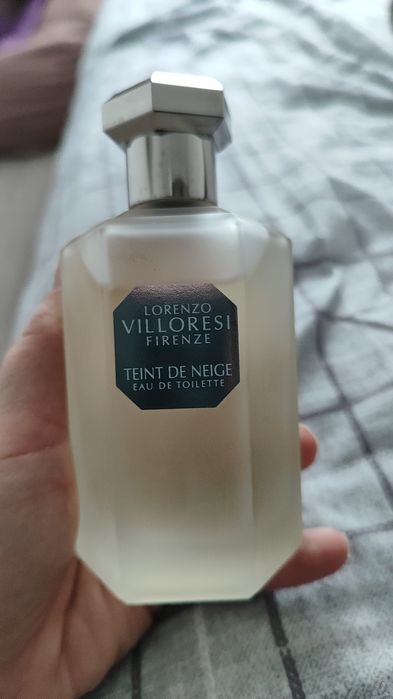 LORENZO
VILLORESI
FIRENZE
TEINT DE NEIGE
EAU DE TOILETTE